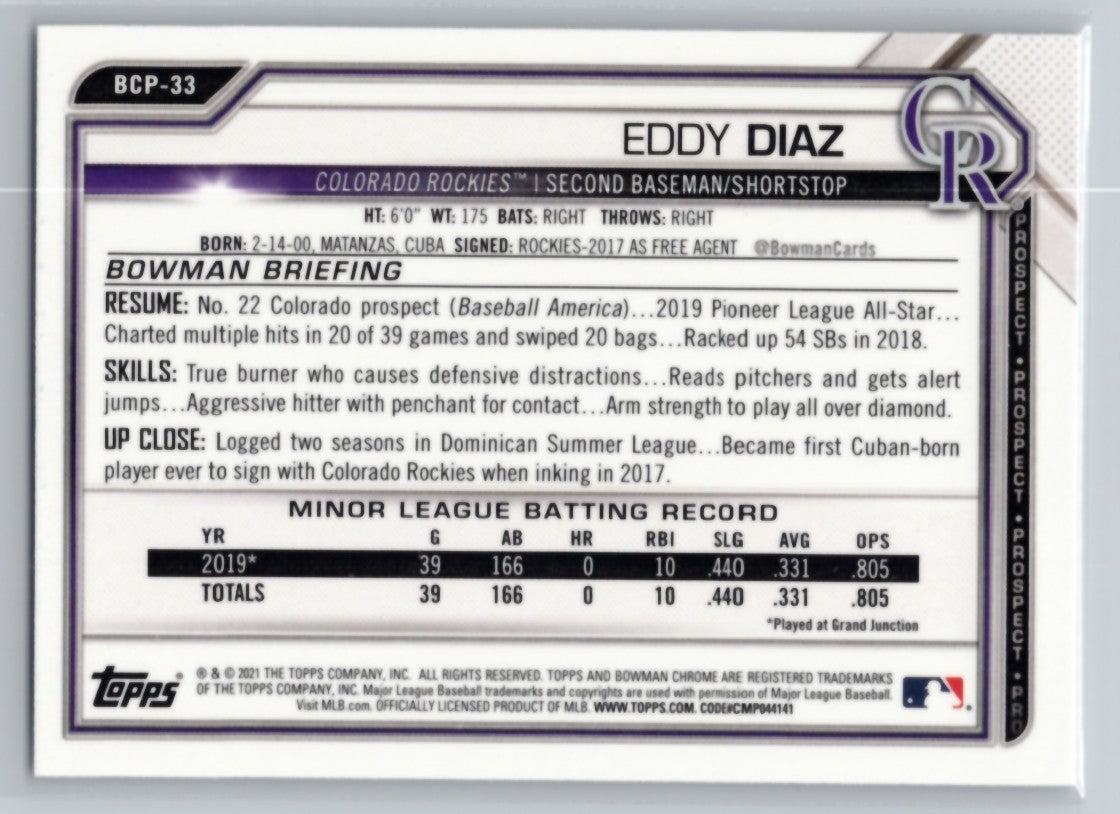 BCP-33
EDDY DIAZ
CR®
COLORADO ROCKIES™ | SECOND BASEMAN/SHORTSTOP
HT: 6'0" WT: 175 BATS: RIGHT THROWS: RIGHT
BORN: 2-14-00, MATANZAS, CUBA SIGNED: ROCKIES-2017 AS FREE AGENT @BowmanCards
BOWMAN BRIEFING
RESUME: No. 22 Colorado prospect (Baseball America)...2019 Pioneer League All-Star...
Charted multiple hits in 20 of 39 games and swiped 20 bags...Racked up 54 SBs in 2018.
SKILLS: True burner who causes defensive distractions...Reads pitchers and gets alert
jumps...Aggressive hitter with penchant for contact...Arm strength to play all over diamond.
UP CLOSE: Logged two seasons in Dominican Summer League...Became first Cuban-born
player ever to sign with Colorado Rockies when inking in 2017.
MINOR LEAGUE BATTING RECORD
YR G AB HR RBI SLG AVG OPS
2019* 39 166 0 10 .440 .331 .805
TOTALS 39 166 0 10 .440 .331 .805
*Played at Grand Junction
topps®
® & © 2021 THE TOPPS COMPANY, INC. ALL RIGHTS RESERVED. TOPPS AND BOWMAN CHROME ARE REGISTERED TRADEMARKS
OF THE TOPPS COMPANY, INC. Major League Baseball trademarks and copyrights are used with permission of Major League Baseball.
Visit MLB.com. OFFICIALLY LICENSED PRODUCT OF MLB. WWW.TOPPS.COM. CODE#CMP044141
PROSPECT • PROSPECT • PROSPECT • PRO